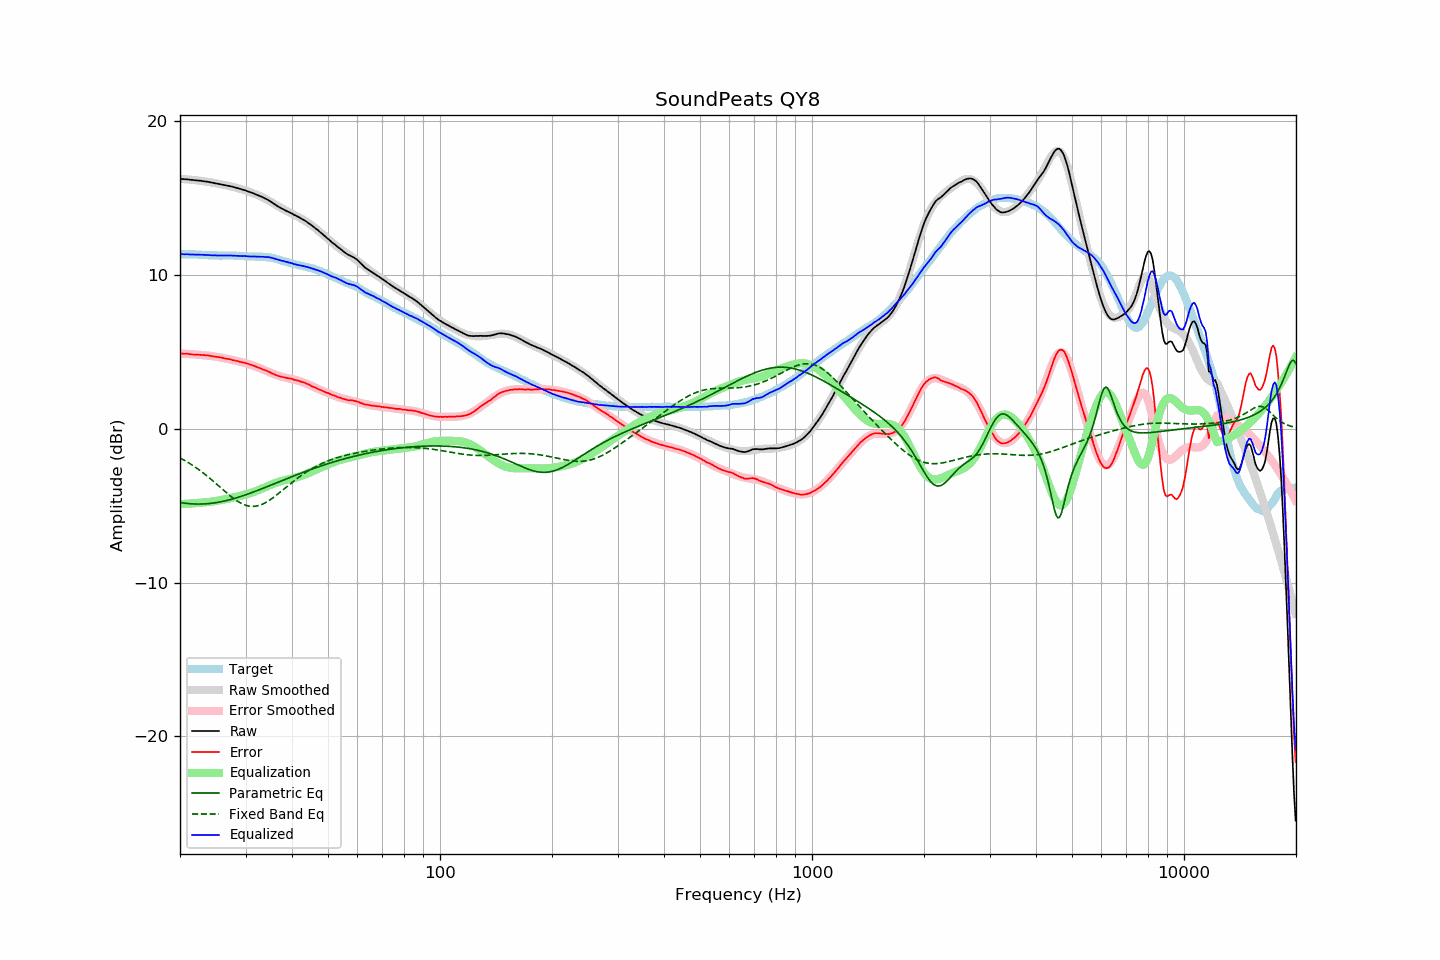 SoundPeats QY8
20
10
0
−10
−20
Amplitude (dBr)
100
1000
10000
Frequency (Hz)
Target
Raw Smoothed
Error Smoothed
Raw
Error
Equalization
Parametric Eq
Fixed Band Eq
Equalized